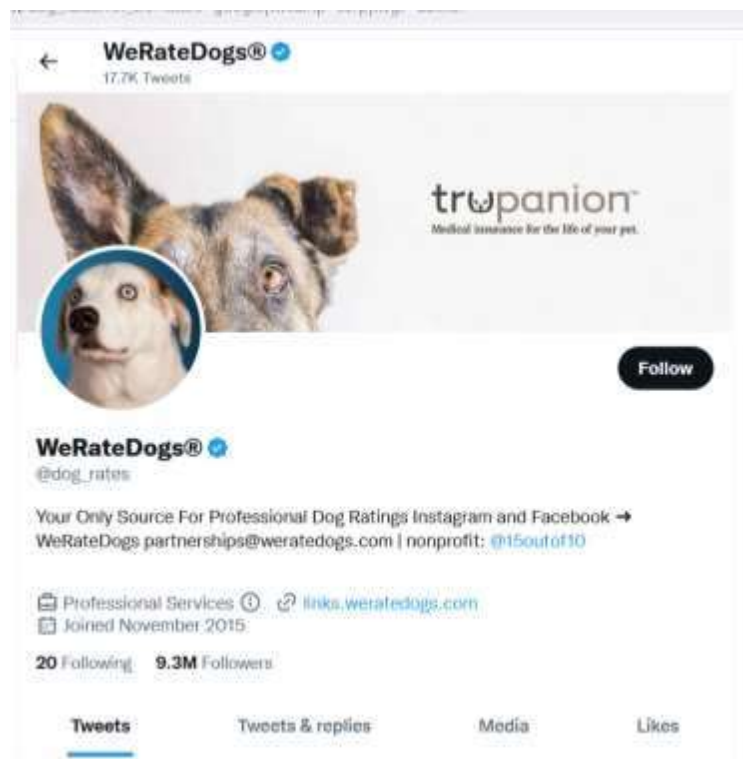 WeRateDogs®
17.7K Tweets
trupanion™
Medical insurance for the life of your pet.
Follow
WeRateDogs®
@dog_rates
Your Only Source For Professional Dog Ratings Instagram and Facebook ➔
WeRateDogs partnerships@weratedogs.com | nonprofit: @15outof10
Professional Services links.weratedogs.com
Joined November 2015
20 Following 9.3M Followers
Tweets Tweets & replies Media Likes